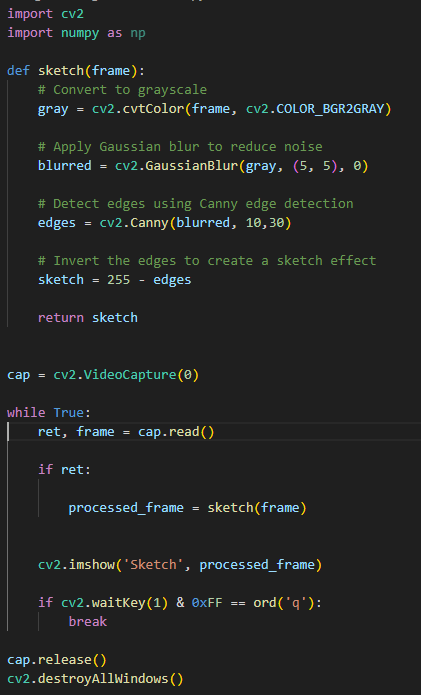 import cv2
import numpy as np
def sketch(frame):
    # Convert to grayscale
    gray = cv2.cvtColor(frame, cv2.COLOR_BGR2GRAY)
    # Apply Gaussian blur to reduce noise
    blurred = cv2.GaussianBlur(gray, (5, 5), 0)
    # Detect edges using Canny edge detection
    edges = cv2.Canny(blurred, 10,30)
    # Invert the edges to create a sketch effect
    sketch = 255 - edges
    return sketch
cap = cv2.VideoCapture(0)
while True:
    ret, frame = cap.read()
    if ret:
        processed_frame = sketch(frame)
    cv2.imshow('Sketch', processed_frame)
    if cv2.waitKey(1) & 0xFF == ord('q'):
        break
cap.release()
cv2.destroyAllWindows()